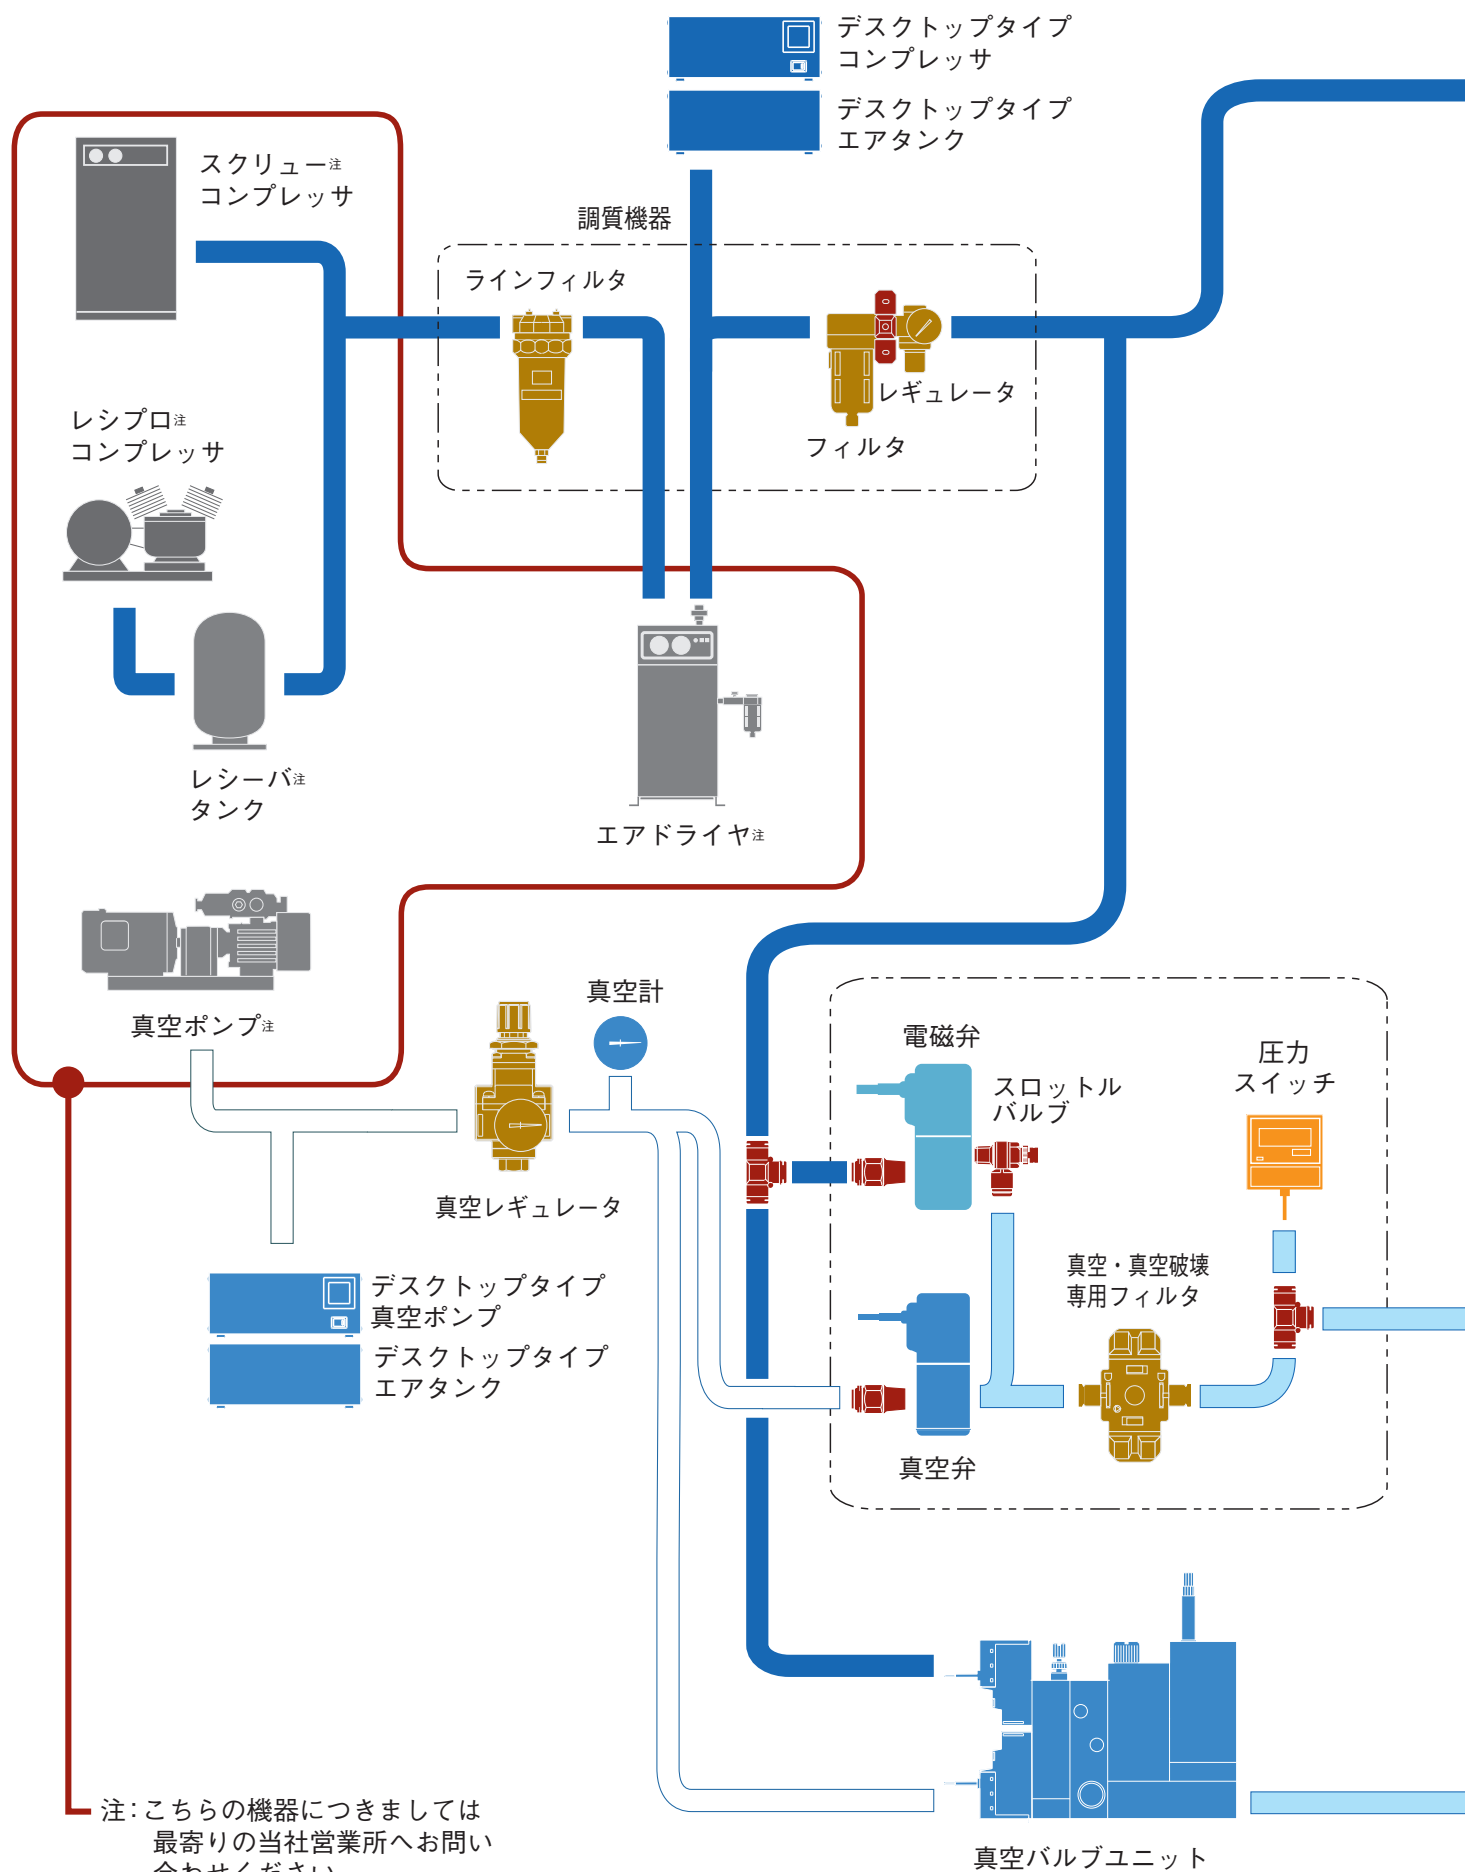 デスクトップタイプ
コンプレッサ
デスクトップタイプ
エアタンク
スクリュー注
コンプレッサ
調質機器
ラインフィルタ
レギュレータ
フィルタ
レシプロ注
コンプレッサ
レシーバ注
タンク
エアドライヤ注
真空ポンプ注
真空計
電磁弁
スロットル
バルブ
圧力
スイッチ
真空レギュレータ
真空・真空破壊
専用フィルタ
デスクトップタイプ
真空ポンプ
デスクトップタイプ
エアタンク
真空弁
注：こちらの機器につきましては
最寄りの当社営業所へお問い
合わせください
真空バルブユニット